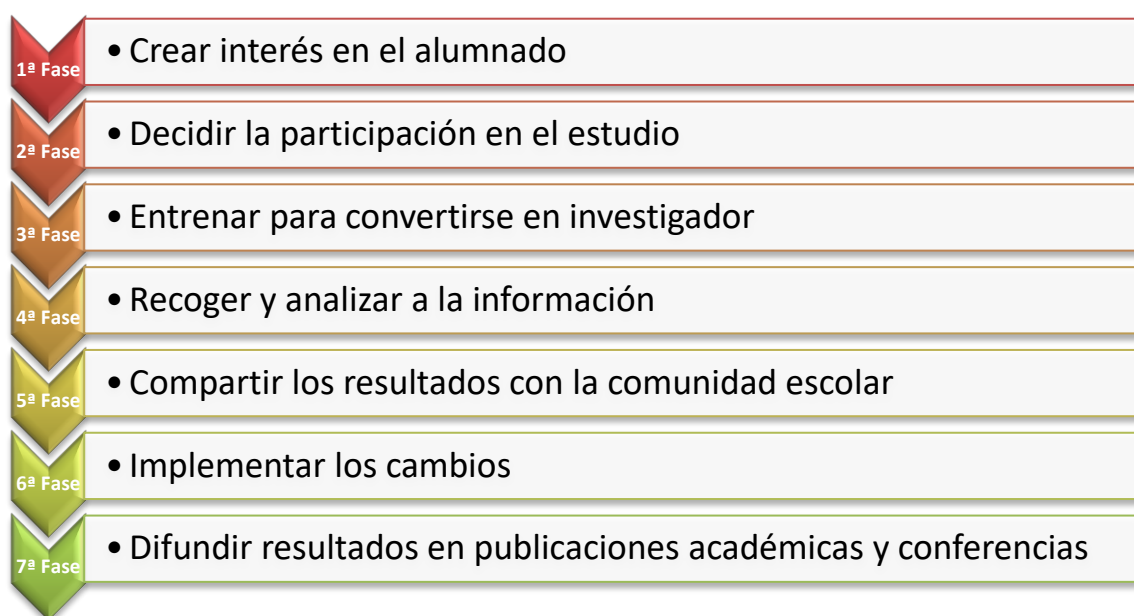 1ª Fase
• Crear interés en el alumnado
2ª Fase
• Decidir la participación en el estudio
3ª Fase
• Entrenar para convertirse en investigador
4ª Fase
• Recoger y analizar a la información
5ª Fase
• Compartir los resultados con la comunidad escolar
6ª Fase
• Implementar los cambios
7ª Fase
• Difundir resultados en publicaciones académicas y conferencias